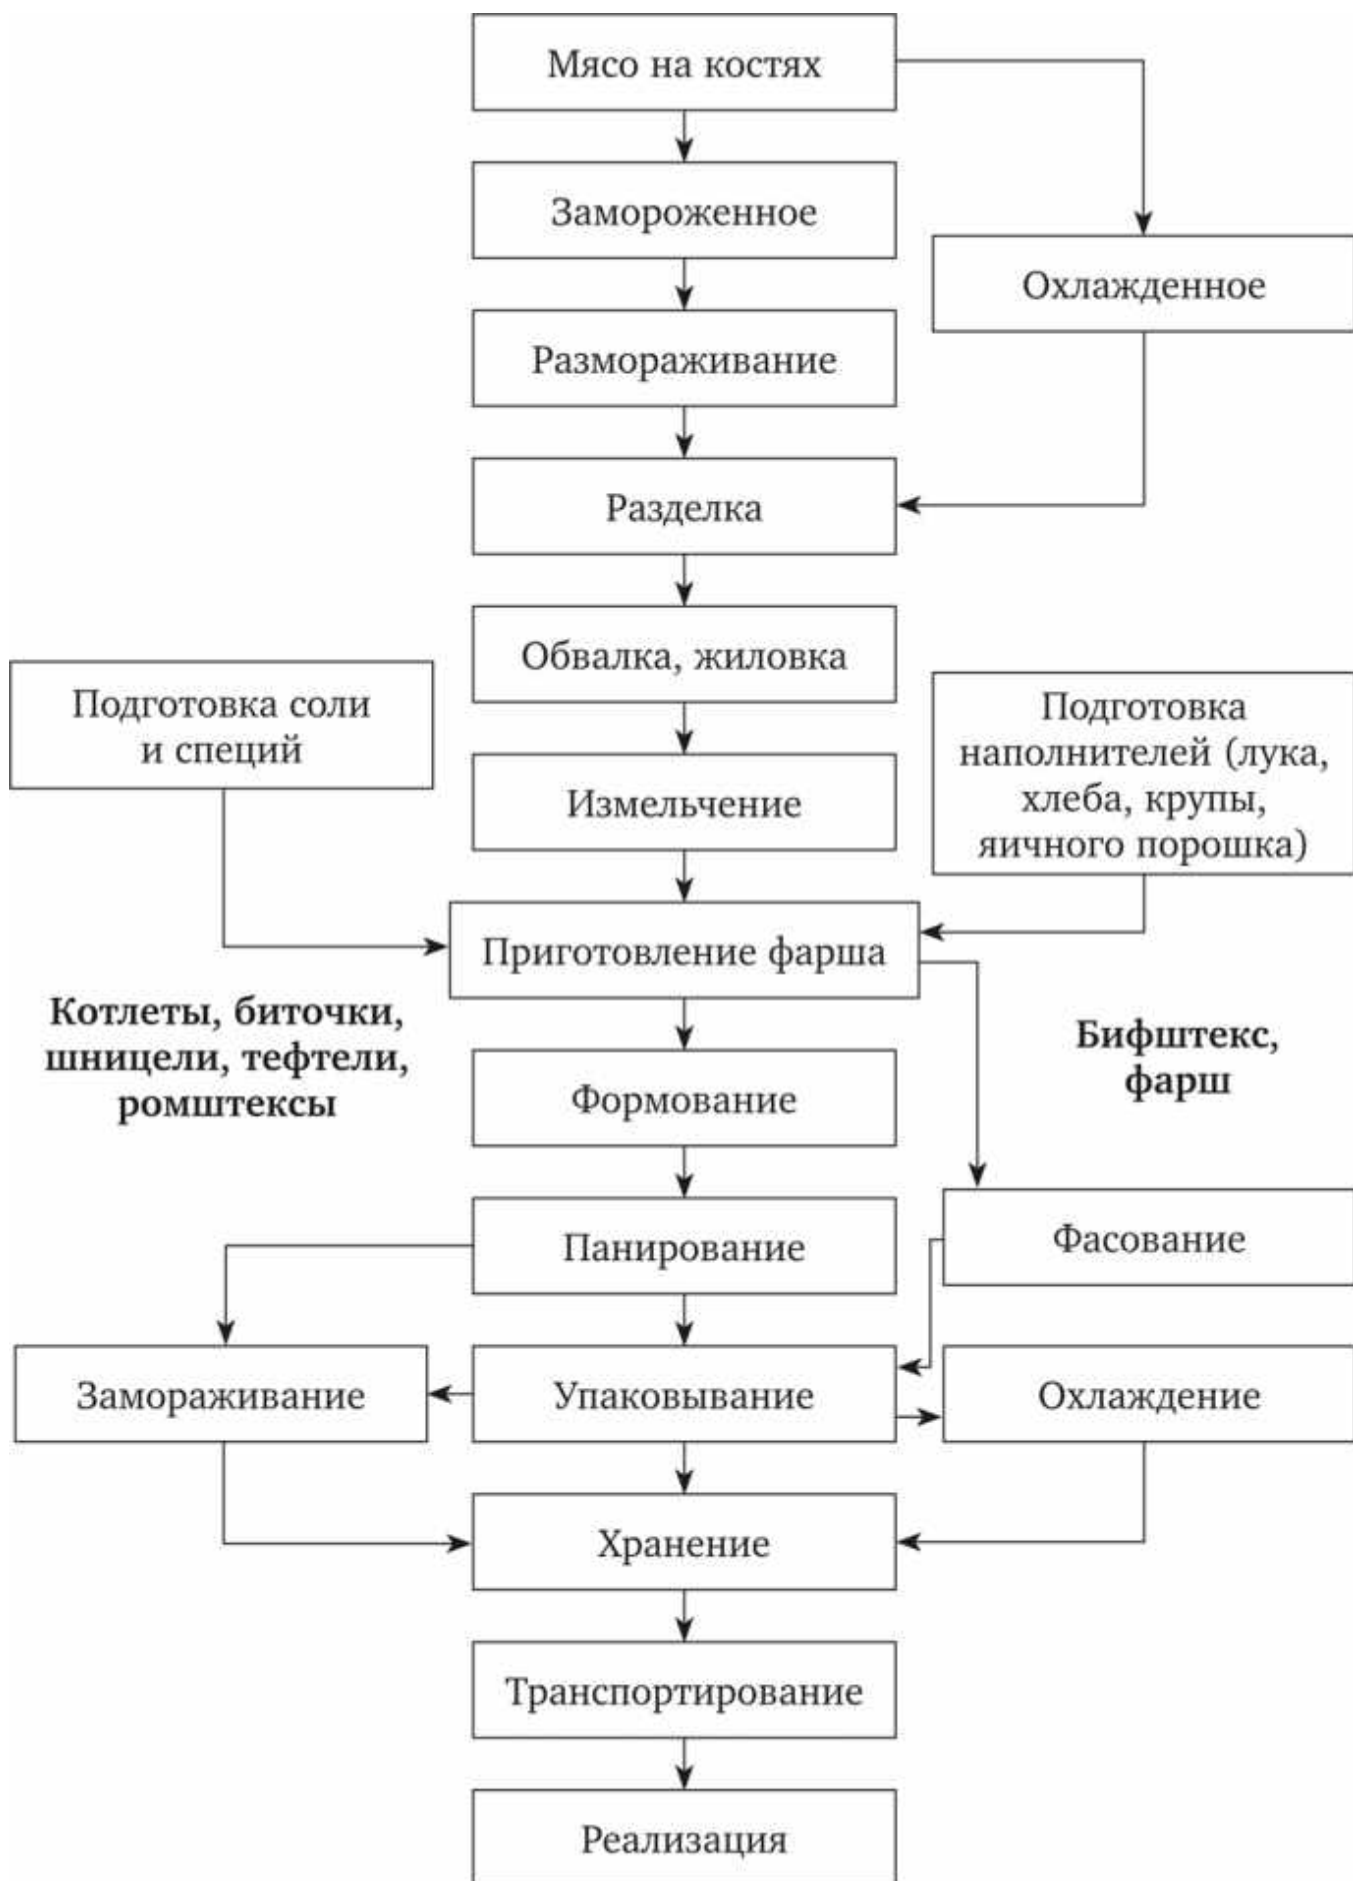 Мясо на костях
Замороженное
Охлажденное
Размораживание
Разделка
Обвалка, жиловка
Подготовка соли
и специй
Подготовка
наполнителей (лука,
хлеба, крупы,
яичного порошка)
Измельчение
Приготовление фарша
Котлеты, биточки,
шницели, тефтели,
ромштексы
Бифштекс,
фарш
Формование
Панирование
Фасование
Замораживание
Упаковывание
Охлаждение
Хранение
Транспортирование
Реализация